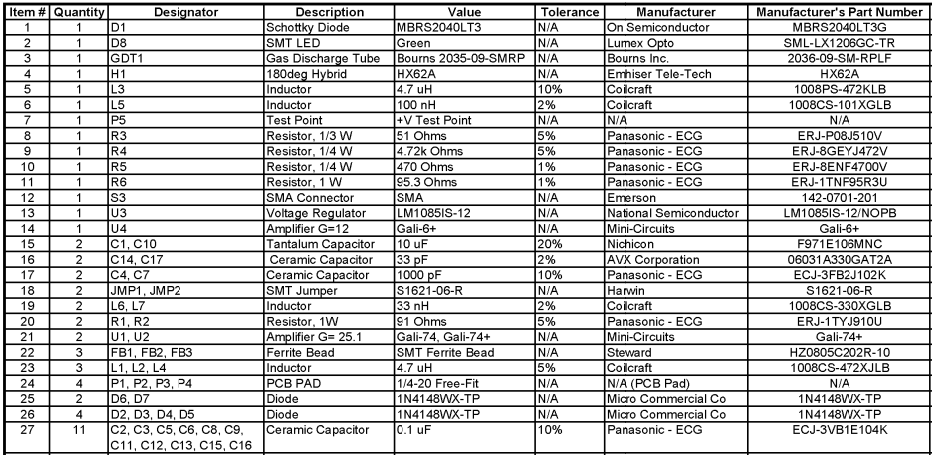 Item # Quantity Designator Description Value Tolerance Manufacturer Manufacturer's Part Number
1 1 D1 Schottky Diode MBRS2040LT3 N/A On Semiconductor MBRS2040LT3G
2 1 D8 SMT LED Green N/A Lumex Opto SML-LX1206GC-TR
3 1 GDT1 Gas Discharge Tube Bourns 2035-09-SMRP N/A Bourns Inc. 2036-09-SM-RPLF
4 1 H1 180deg Hybrid HX62A N/A Emhiser Tele-Tech HX62A
5 1 L3 Inductor 4.7 uH 10% Coilcraft 1008PS-472KLB
6 1 L5 Inductor 100 nH 2% Coilcraft 1008CS-101XGLB
7 1 P5 Test Point +V Test Point N/A N/A N/A
8 1 R3 Resistor, 1/3 W 51 Ohms 5% Panasonic - ECG ERJ-P08J510V
9 1 R4 Resistor, 1/4 W 4.72k Ohms 5% Panasonic - ECG ERJ-8GEYJ472V
10 1 R5 Resistor, 1/4 W 470 Ohms 1% Panasonic - ECG ERJ-8ENF4700V
11 1 R6 Resistor, 1 W 95.3 Ohms 1% Panasonic - ECG ERJ-1TNF95R3U
12 1 S3 SMA Connector SMA N/A Emerson 142-0701-201
13 1 U3 Voltage Regulator LM1085IS-12 N/A National Semiconductor LM1085IS-12/NOPB
14 1 U4 Amplifier G=12 Gali-6+ N/A Mini-Circuits Gali-6+
15 2 C1, C10 Tantalum Capacitor 10 uF 20% Nichicon F971E106MNC
16 2 C14, C17 Ceramic Capacitor 33 pF 2% AVX Corporation 06031A330GAT2A
17 2 C4, C7 Ceramic Capacitor 1000 pF 10% Panasonic - ECG ECJ-3FB2J102K
18 2 JMP1, JMP2 SMT Jumper S1621-06-R N/A Harwin S1621-06-R
19 2 L6, L7 Inductor 33 nH 2% Coilcraft 1008CS-330XGLB
20 2 R1, R2 Resistor, 1W 91 Ohms 5% Panasonic - ECG ERJ-1TYJ910U
21 2 U1, U2 Amplifier G= 25.1 Gali-74, Gali-74+ N/A Mini-Circuits Gali-74+
22 3 FB1, FB2, FB3 Ferrite Bead SMT Ferrite Bead N/A Steward HZ0805C202R-10
23 3 L1, L2, L4 Inductor 4.7 uH 5% Coilcraft 1008CS-472XJLB
24 4 P1, P2, P3, P4 PCB PAD 1/4-20 Free-Fit N/A N/A (PCB Pad) N/A
25 2 D6, D7 Diode 1N4148WX-TP N/A Micro Commercial Co 1N4148WX-TP
26 4 D2, D3, D4, D5 Diode 1N4148WX-TP N/A Micro Commercial Co 1N4148WX-TP
27 11 C2, C3, C5, C6, C8, C9, Ceramic Capacitor 0.1 uF 10% Panasonic - ECG ECJ-3VB1E104K
C11, C12, C13, C15, C16